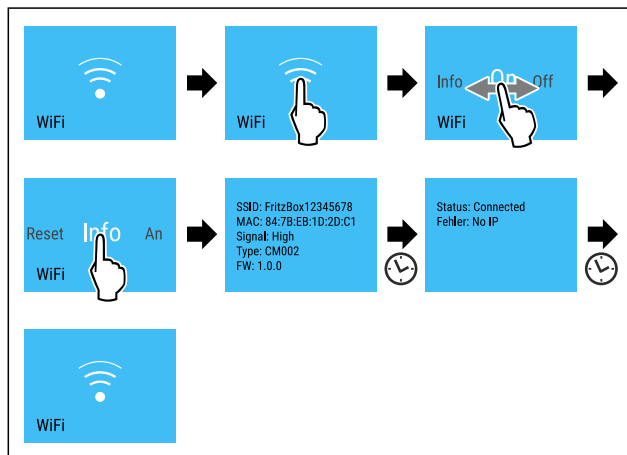 WiFi
WiFi
Info On Off
WiFi
Reset Info An
WiFi
SSID: FritzBox12345678
MAC: 84:7B:EB:1D:2D:C1
Signal: High
Type: CM002
FW: 1.0.0
Status: Connected
Fehler: No IP
WiFi